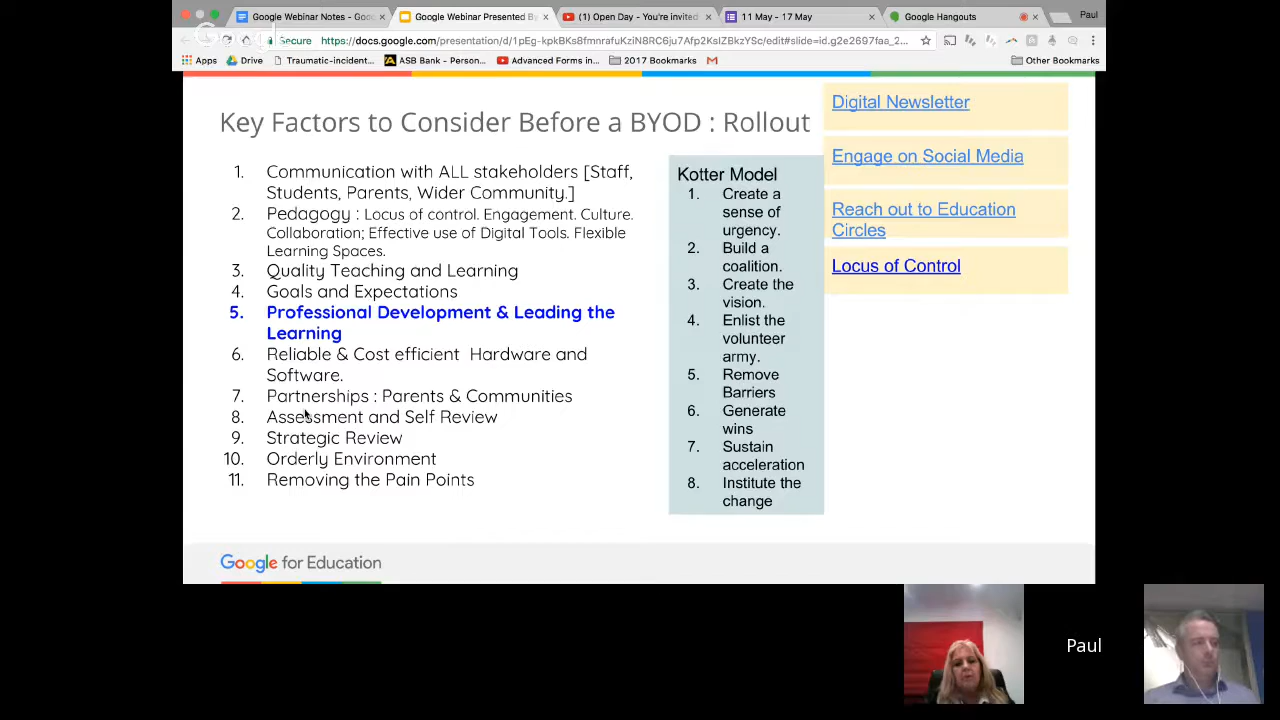 Google Webinar Notes - Goo
Google Webinar Presented By
(1) Open Day - You're invited
11 May - 17 May
Google Hangouts
Paul
Secure
https://docs.google.com/presentation/d/1pEg-kpkBKs8fmnrafuKziN8RC6ju7Afp2KsIZBkzYSc/edit#slide=id.g2e2697faa_2...
Apps
Drive
Traumatic-incident..
ASB Bank - Person...
Advanced Forms in...
2017 Bookmarks
Other Bookmarks
Key Factors to Consider Before a BYOD : Rollout
1. Communication with ALL stakeholders [Staff,
Students, Parents, Wider Community.]
2. Pedagogy : Locus of control. Engagement. Culture.
Collaboration; Effective use of Digital Tools. Flexible
Learning Spaces.
3. Quality Teaching and Learning
4. Goals and Expectations
5. Professional Development & Leading the
Learning
6. Reliable & Cost efficient Hardware and
Software.
7. Partnerships : Parents & Communities
8. Assessment and Self Review
9. Strategic Review
10. Orderly Environment
11. Removing the Pain Points
Kotter Model
1. Create a
sense of
urgency.
2. Build a
coalition.
3. Create the
vision.
4. Enlist the
volunteer
army.
5. Remove
Barriers
6. Generate
wins
7. Sustain
acceleration
8. Institute the
change
Digital Newsletter
Engage on Social Media
Reach out to Education
Circles
Locus of Control
Google for Education
Paul